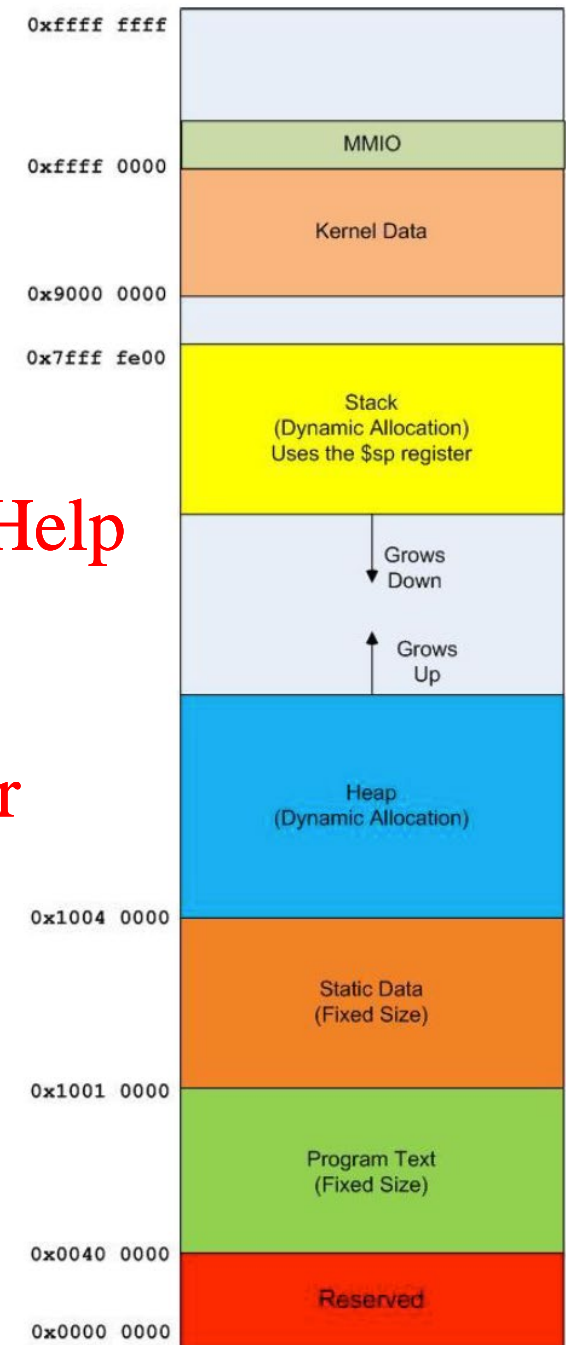 0xffff ffff
MMIO
0xffff 0000
Kernel Data
0x9000 0000
0x7fff fe00
Stack
(Dynamic Allocation)
Uses the $sp register
Help
Grows
Down
Grows
Up
r
Heap
(Dynamic Allocation)
0x1004 0000
Static Data
(Fixed Size)
0x1001 0000
Program Text
(Fixed Size)
0x0040 0000
Reserved
0x0000 0000